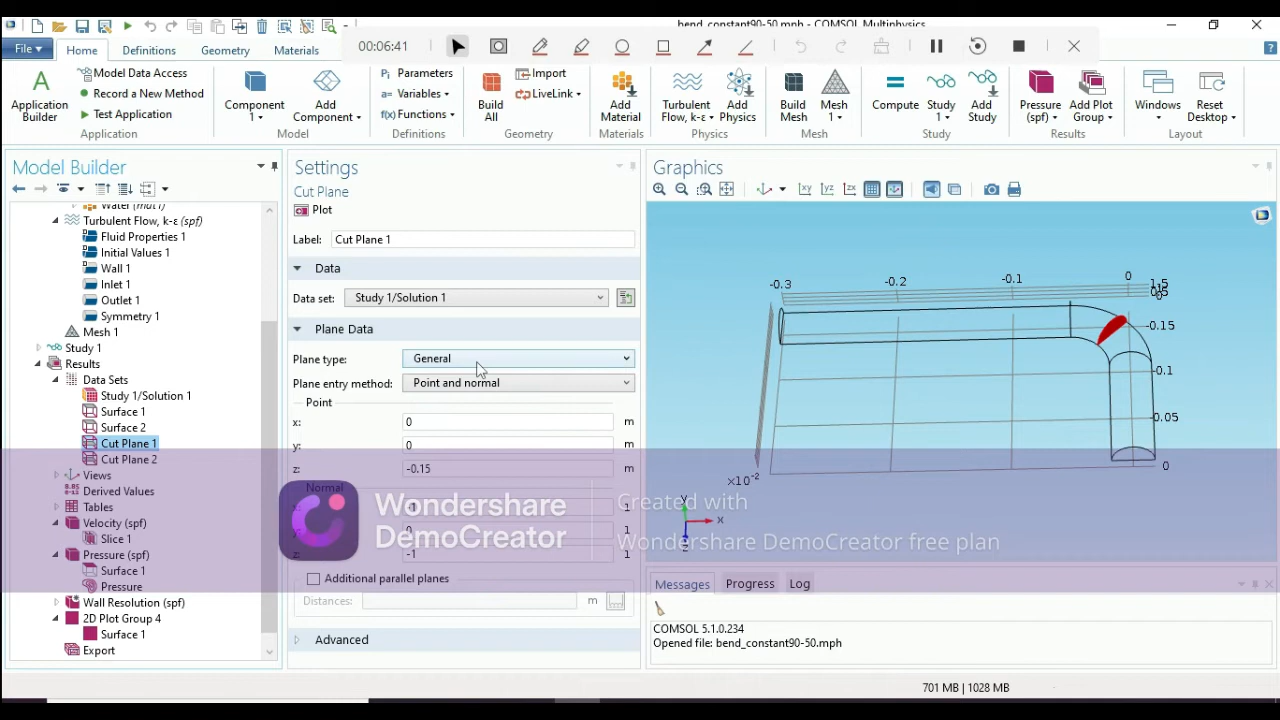 bend_constant90-50.mph - COMSOL Multiphysics
File Home Definitions Geometry Materials
00:06:41
Application Builder
Model Data Access
Record a New Method
Test Application
Application
Component 1
Add Component
Model
Pi Parameters
a= Variables
f(x) Functions
Definitions
Build All
Import
LiveLink
Geometry
Add Material
Materials
Turbulent Flow, k-ε
Add Physics
Physics
Build Mesh
Mesh 1
Mesh
Compute
Study 1
Add Study
Study
Pressure (spf)
Add Plot Group
Results
Windows
Reset Desktop
Layout
Model Builder
Turbulent Flow, k-ε (spf)
Fluid Properties 1
Initial Values 1
Wall 1
Inlet 1
Outlet 1
Symmetry 1
Mesh 1
Study 1
Results
Data Sets
Study 1/Solution 1
Surface 1
Surface 2
Cut Plane 1
Cut Plane 2
Views
Derived Values
Tables
Velocity (spf)
Slice 1
Pressure (spf)
Surface 1
Pressure
Wall Resolution (spf)
2D Plot Group 4
Surface 1
Export
Settings
Cut Plane
Plot
Label: Cut Plane 1
Data
Data set: Study 1/Solution 1
Plane Data
Plane type: General
Plane entry method: Point and normal
Point
x: 0 m
y: 0 m
z: -0.15 m
Normal
z: -1 1
Additional parallel planes
Distances: m
Advanced
Wondershare DemoCreator
Created with
Wondershare DemoCreator free plan
Graphics
xy yz zx
-0.3 -0.2 -0.1 0
-0.15
-0.1
-0.05
0
×10⁻²
y
x
z
Messages Progress Log
COMSOL 5.1.0.234
Opened file: bend_constant90-50.mph
701 MB | 1028 MB